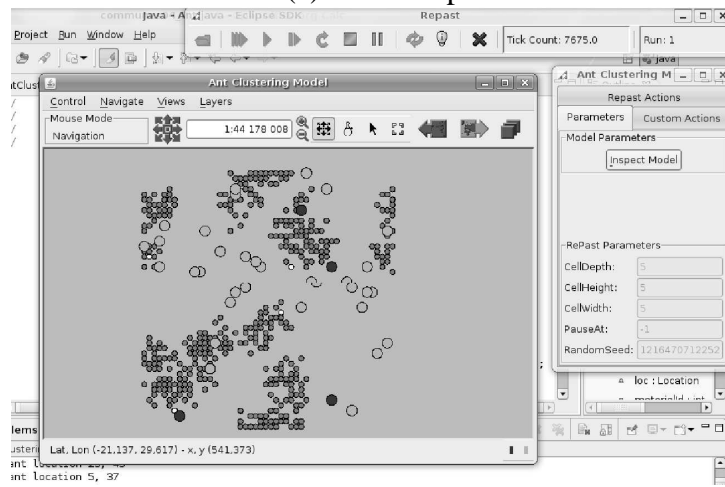 Java - Eclipse SDK
Repast
Project Run Window Help
Tick Count: 7675.0
Run: 1
Java
Ant Clustering Model
Control Navigate Views Layers
Mouse Mode
Navigation
1:44 178 008
Ant Clustering M
Repast Actions
Parameters Custom Actions
Model Parameters
Inspect Model
RePast Parameters
CellDepth: 5
CellHeight: 5
CellWidth: 5
PauseAt: -1
RandomSeed: 1216470712252
loc : Location
Lat, Lon (-21,137, 29,617) - x, y (541,373)
ant location 5, 37